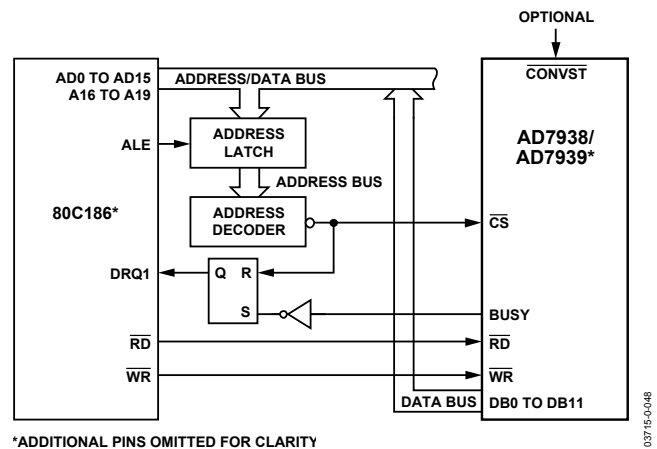 OPTIONAL
CONVST
AD7938/
AD7939*
AD0 TO AD15
A16 TO A19
ADDRESS/DATA BUS
ALE
ADDRESS
LATCH
ADDRESS BUS
80C186*
ADDRESS
DECODER
CS
DRQ1
Q R
S
BUSY
RD
RD
WR
WR
DATA BUS
DB0 TO DB11
*ADDITIONAL PINS OMITTED FOR CLARITY
03715-0-048